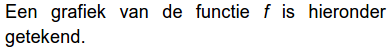 Een grafiek van de functie f is hieronder
getekend.